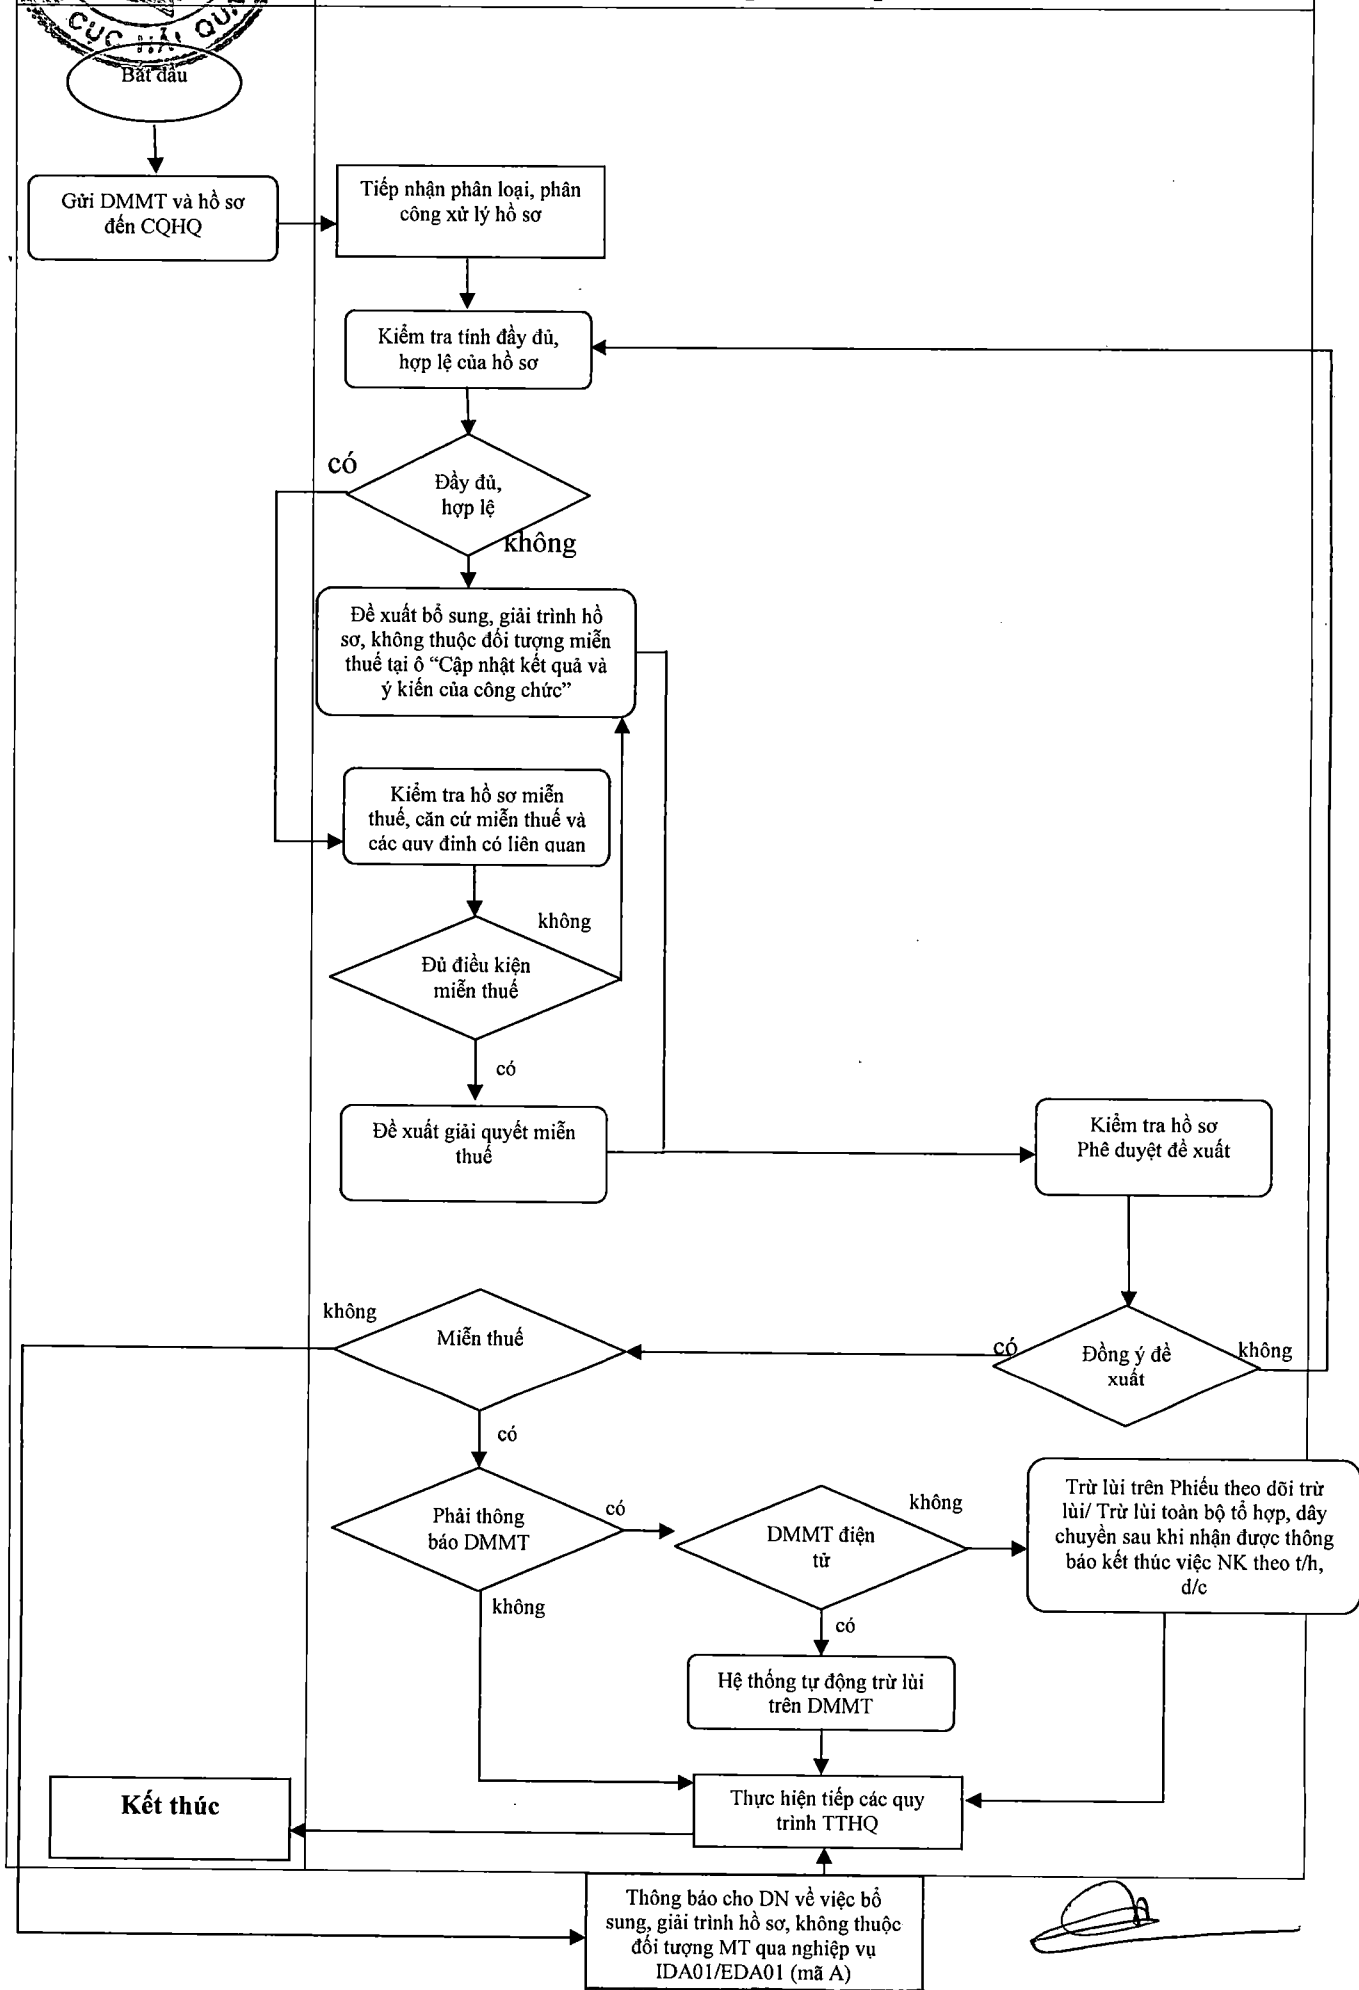 CỤC HẢI QUAN
Bắt đầu
Gửi DMMT và hồ sơ
đến CQHQ
Tiếp nhận phân loại, phân
công xử lý hồ sơ
Kiểm tra tính đầy đủ,
hợp lệ của hồ sơ
có
Đầy đủ,
hợp lệ
không
Đề xuất bổ sung, giải trình hồ
sơ, không thuộc đối tượng miễn
thuế tại ô “Cập nhật kết quả và
ý kiến của công chức”
Kiểm tra hồ sơ miễn
thuế, căn cứ miễn thuế và
các quy định có liên quan
không
Đủ điều kiện
miễn thuế
có
Đề xuất giải quyết miễn
thuế
Kiểm tra hồ sơ
Phê duyệt đề xuất
không
Miễn thuế
có
Đồng ý đề
xuất
không
có
Phải thông
báo DMMT
có
không
DMMT điện
tử
không
có
Trừ lùi trên Phiếu theo dõi trừ
lùi/ Trừ lùi toàn bộ tổ hợp, dây
chuyền sau khi nhận được thông
báo kết thúc việc NK theo t/h,
d/c
Hệ thống tự động trừ lùi
trên DMMT
Kết thúc
Thực hiện tiếp các quy
trình TTHQ
Thông báo cho DN về việc bổ
sung, giải trình hồ sơ, không thuộc
đối tượng MT qua nghiệp vụ
IDA01/EDA01 (mã A)